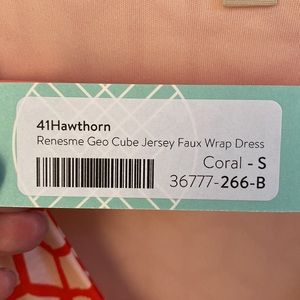 41Hawthorn
Renesme Geo Cube Jersey Faux Wrap Dress
Coral - S
36777-266-B